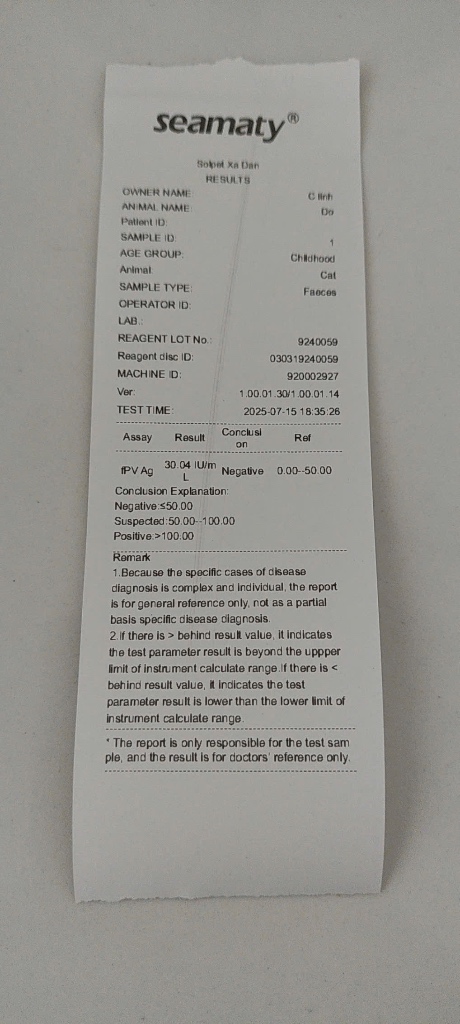 seamaty®
Solpet Xa Dan
RESULTS
OWNER NAME: C linh
ANIMAL NAME: Do
Patient ID:
SAMPLE ID: 1
AGE GROUP: Childhood
Animal: Cat
SAMPLE TYPE: Faeces
OPERATOR ID:
LAB.:
REAGENT LOT No.: 9240059
Reagent disc ID: 030319240059
MACHINE ID: 920002927
Ver: 1.00.01.30/1.00.01.14
TEST TIME: 2025-07-15 18:35:26
Assay Result Conclusi on Ref
fPV Ag 30.04 IU/m L Negative 0.00--50.00
Conclusion Explanation:
Negative:≤50.00
Suspected:50.00--100.00
Positive:>100.00
Remark
1.Because the specific cases of disease
diagnosis is complex and individual, the report
is for general reference only, not as a partial
basis specific disease diagnosis.
2.If there is > behind result value, it indicates
the test parameter result is beyond the uppper
limit of instrument calculate range.If there is <
behind result value, it indicates the test
parameter result is lower than the lower limit of
instrument calculate range.
* The report is only responsible for the test sam
ple, and the result is for doctors' reference only.